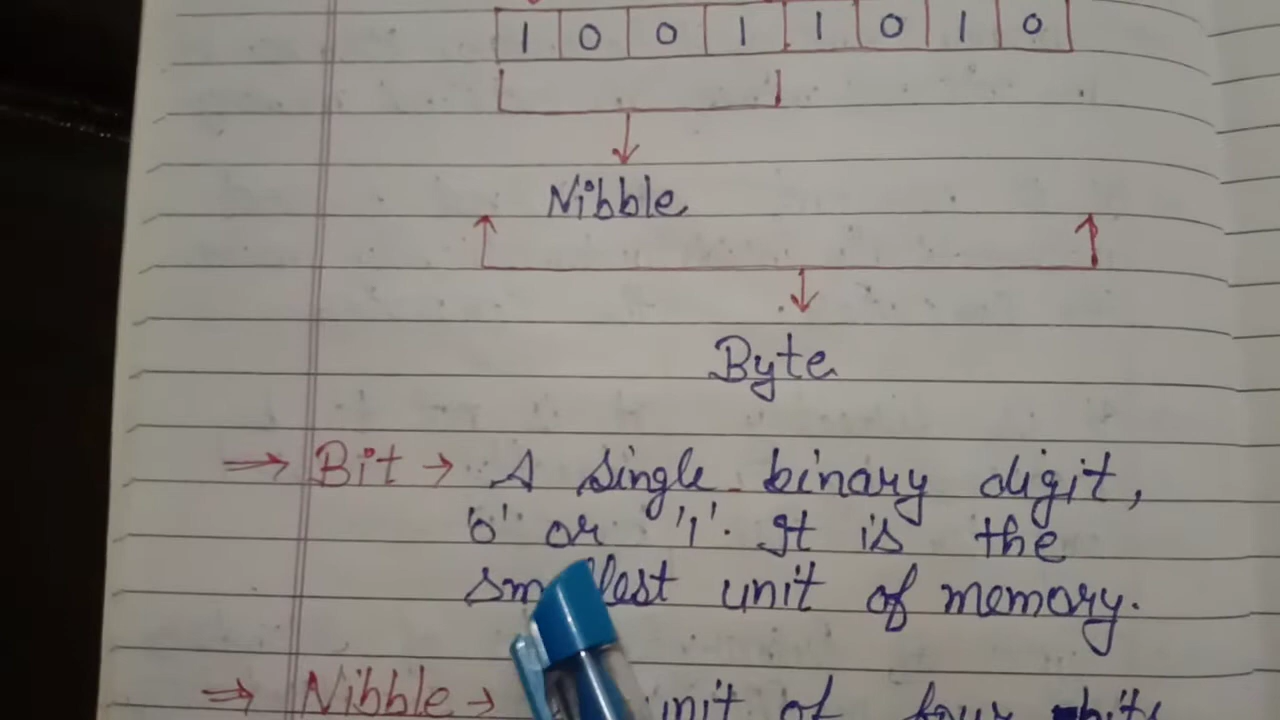 1 0 0 1 1 0 1 0
Nibble
Byte
⇒ Bit → A single binary digit,
'0' or '1'. It is the
unit of memory.
⇒ Nibble → unit of four bits